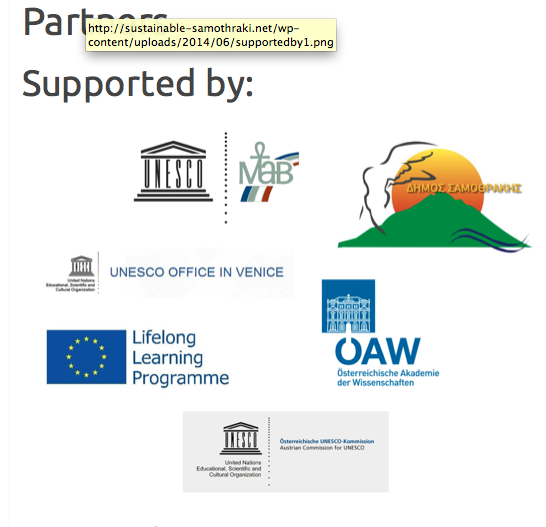 Partners
http://sustainable-samothraki.net/wp-
content/uploads/2014/06/supportedby1.png
Supported by:
UNESCO
MAB
ΔΗΜΟΣ ΣΑΜΟΘΡΑΚΗΣ
UNESCO
United Nations
Educational, Scientific and
Cultural Organization
UNESCO OFFICE IN VENICE
Lifelong
Learning
Programme
ÖAW
Österreichische Akademie
der Wissenschaften
UNESCO
United Nations
Educational, Scientific and
Cultural Organization
Österreichische UNESCO-Kommission
Austrian Commission for UNESCO